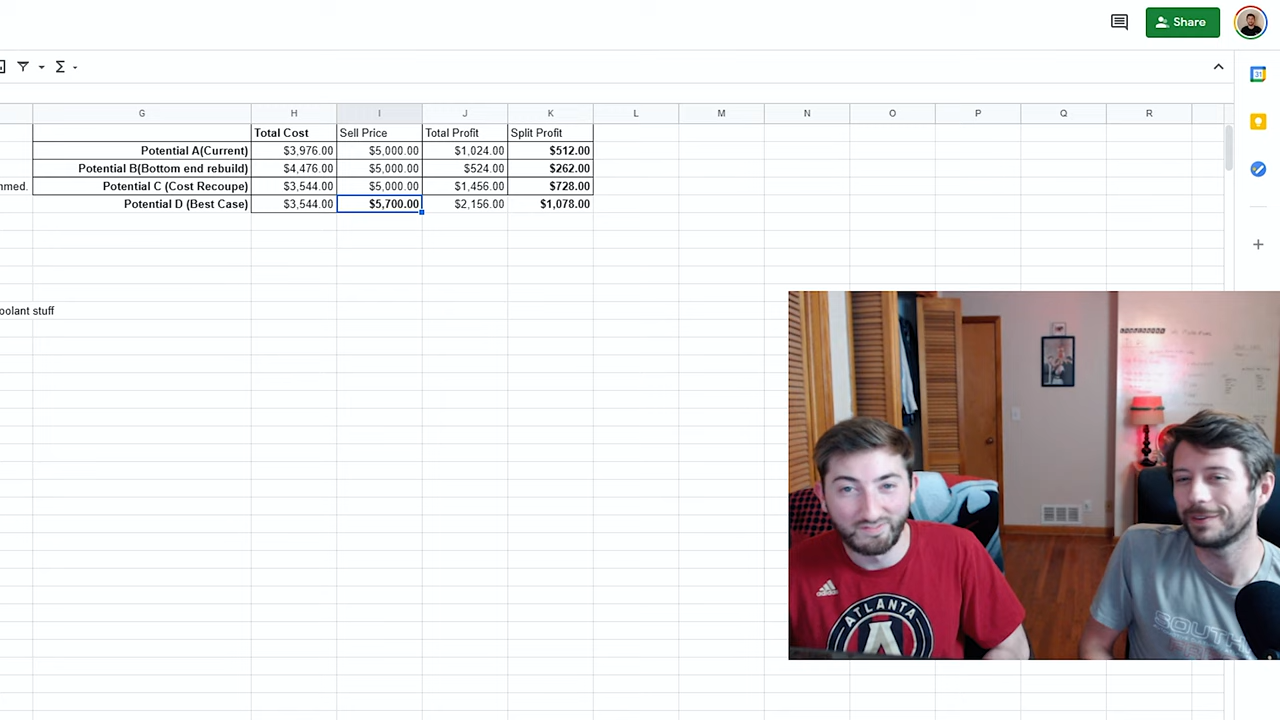 Share
31
G H I J K L M N O P Q R
Total Cost Sell Price Total Profit Split Profit
Potential A(Current) $3,976.00 $5,000.00 $1,024.00 $512.00
Potential B(Bottom end rebuild) $4,476.00 $5,000.00 $524.00 $262.00
nmed. Potential C (Cost Recoupe) $3,544.00 $5,000.00 $1,456.00 $728.00
Potential D (Best Case) $3,544.00 $5,700.00 $2,156.00 $1,078.00
oolant stuff
adidas
ATLANTA
SOUTH